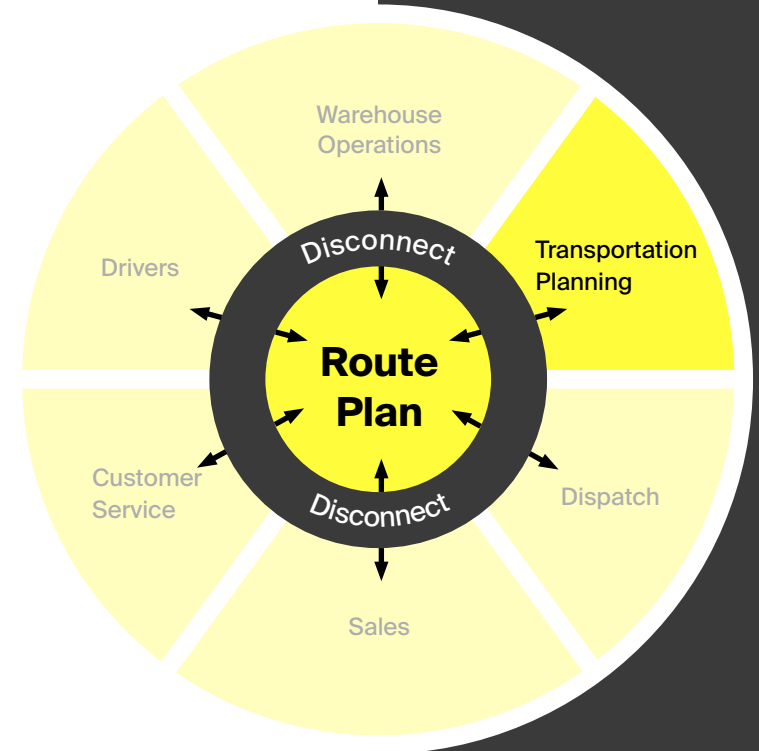 Warehouse
Operations
Transportation
Planning
Drivers
Disconnect
Route
Plan
Disconnect
Customer
Service
Dispatch
Sales